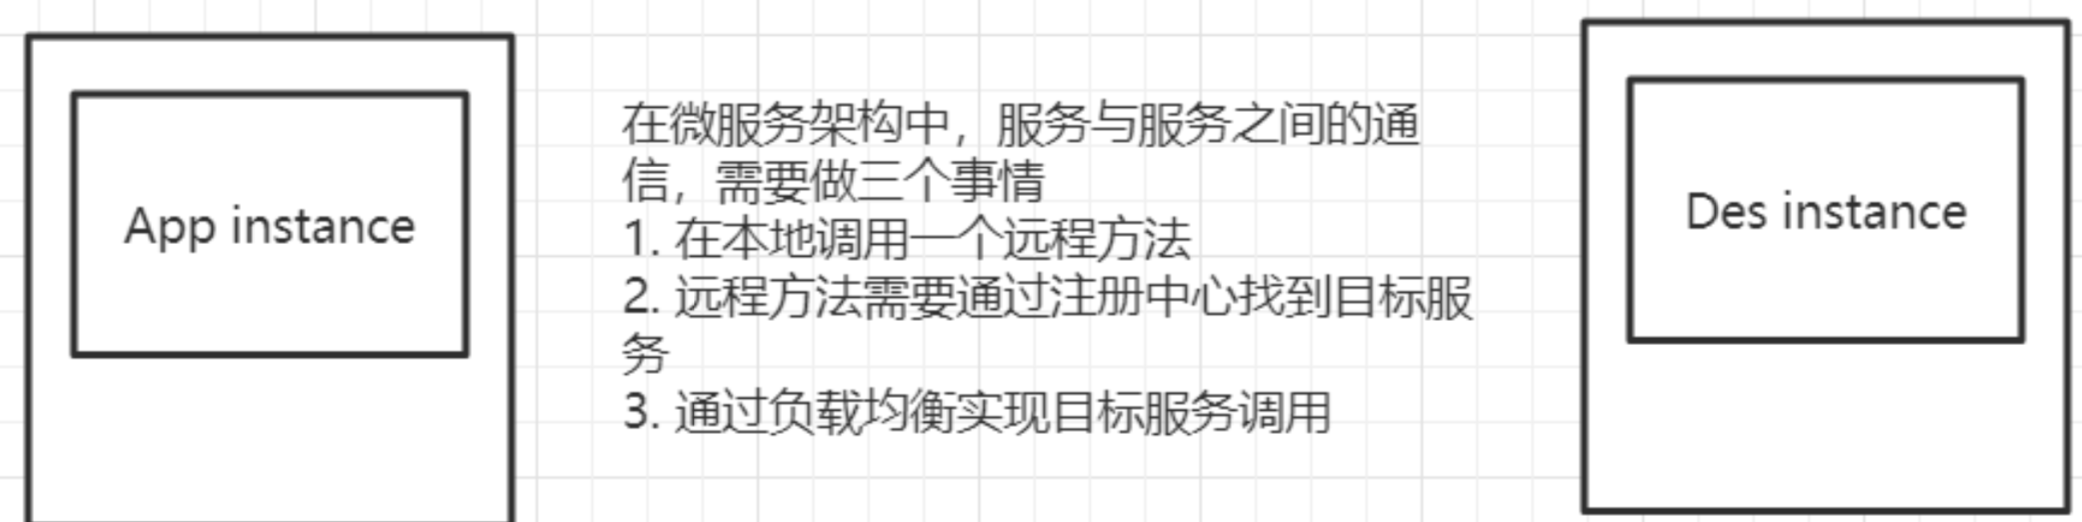 App instance
在微服务架构中，服务与服务之间的通
信，需要做三个事情
1. 在本地调用一个远程方法
2. 远程方法需要通过注册中心找到目标服
务
3. 通过负载均衡实现目标服务调用
Des instance